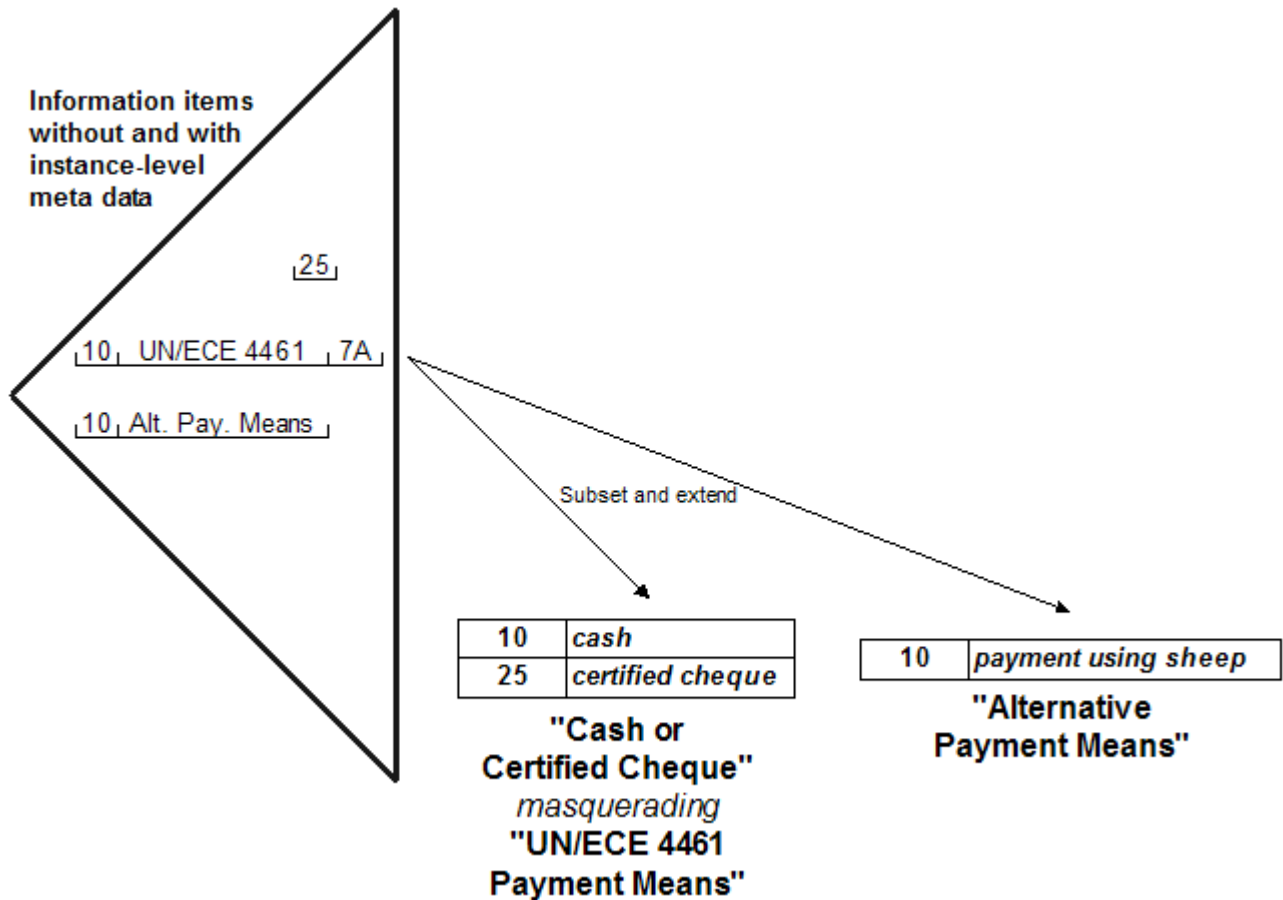 Information items
without and with
instance-level
meta data
25
10 UN/ECE 4461 7A
10 Alt. Pay. Means
Subset and extend
10 cash
25 certified cheque
"Cash or
Certified Cheque"
masquerading
"UN/ECE 4461
Payment Means"
10 payment using sheep
"Alternative
Payment Means"